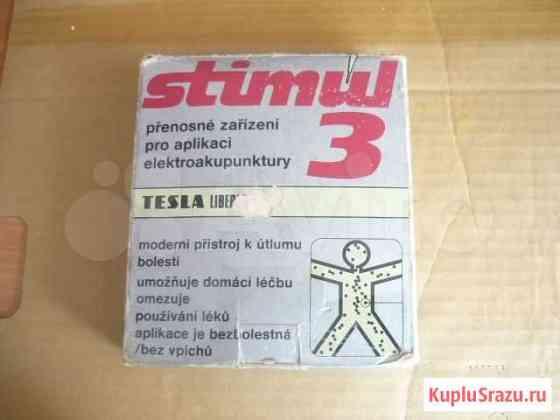 stimul
3
přenosné zařízení
pro aplikaci
elektroakupunktury
TESLA
moderní přístroj k útlumu
bolesti
umožňuje domácí léčbu
omezuje
používání léků
aplikace je bezbolestná
/bez vpichů
KupluSrazu.ru